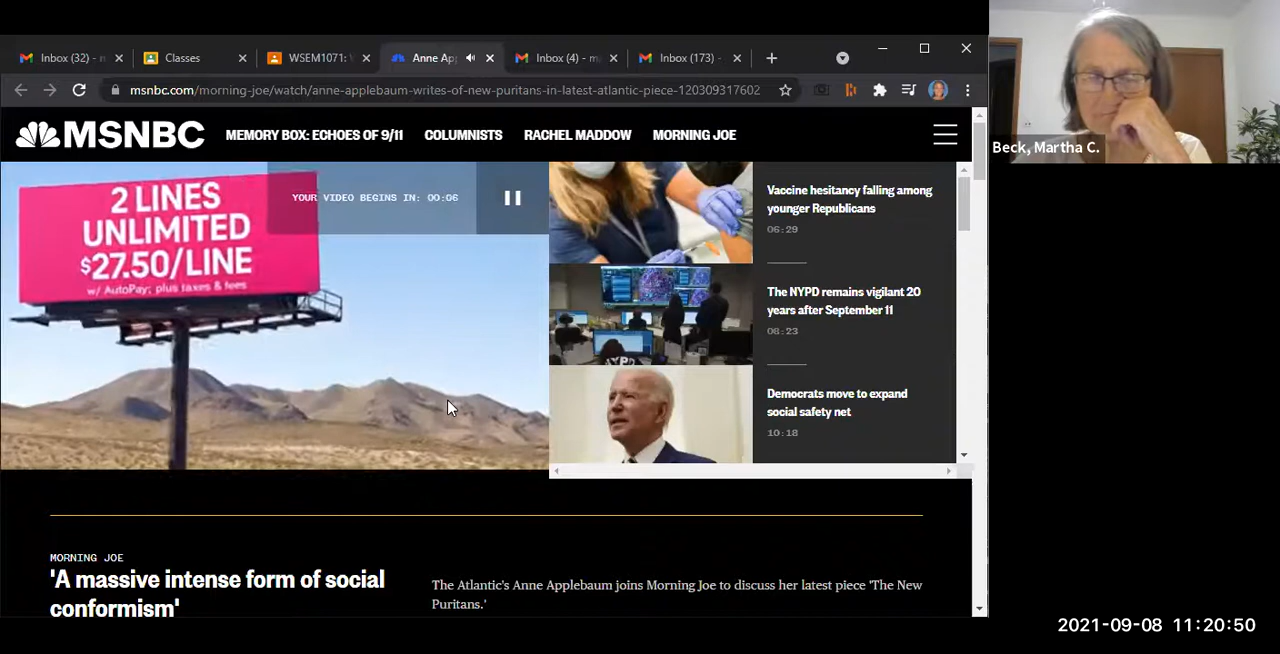 Inbox (32) - n
Classes
WSEM1071: V
Anne App
Inbox (4) - m
Inbox (173) -
msnbc.com/morning-joe/watch/anne-applebaum-writes-of-new-puritans-in-latest-atlantic-piece-120309317602
MSNBC
MEMORY BOX: ECHOES OF 9/11
COLUMNISTS
RACHEL MADDOW
MORNING JOE
Beck, Martha C.
2 LINES
UNLIMITED
$27.50/LINE
w/ AutoPay; plus taxes & fees
YOUR VIDEO BEGINS IN: 00:06
Vaccine hesitancy falling among
younger Republicans
06:29
The NYPD remains vigilant 20
years after September 11
08:23
NYPD
Democrats move to expand
social safety net
10:18
MORNING JOE
'A massive intense form of social
conformism'
The Atlantic's Anne Applebaum joins Morning Joe to discuss her latest piece 'The New
Puritans.'
2021-09-08 11:20:50